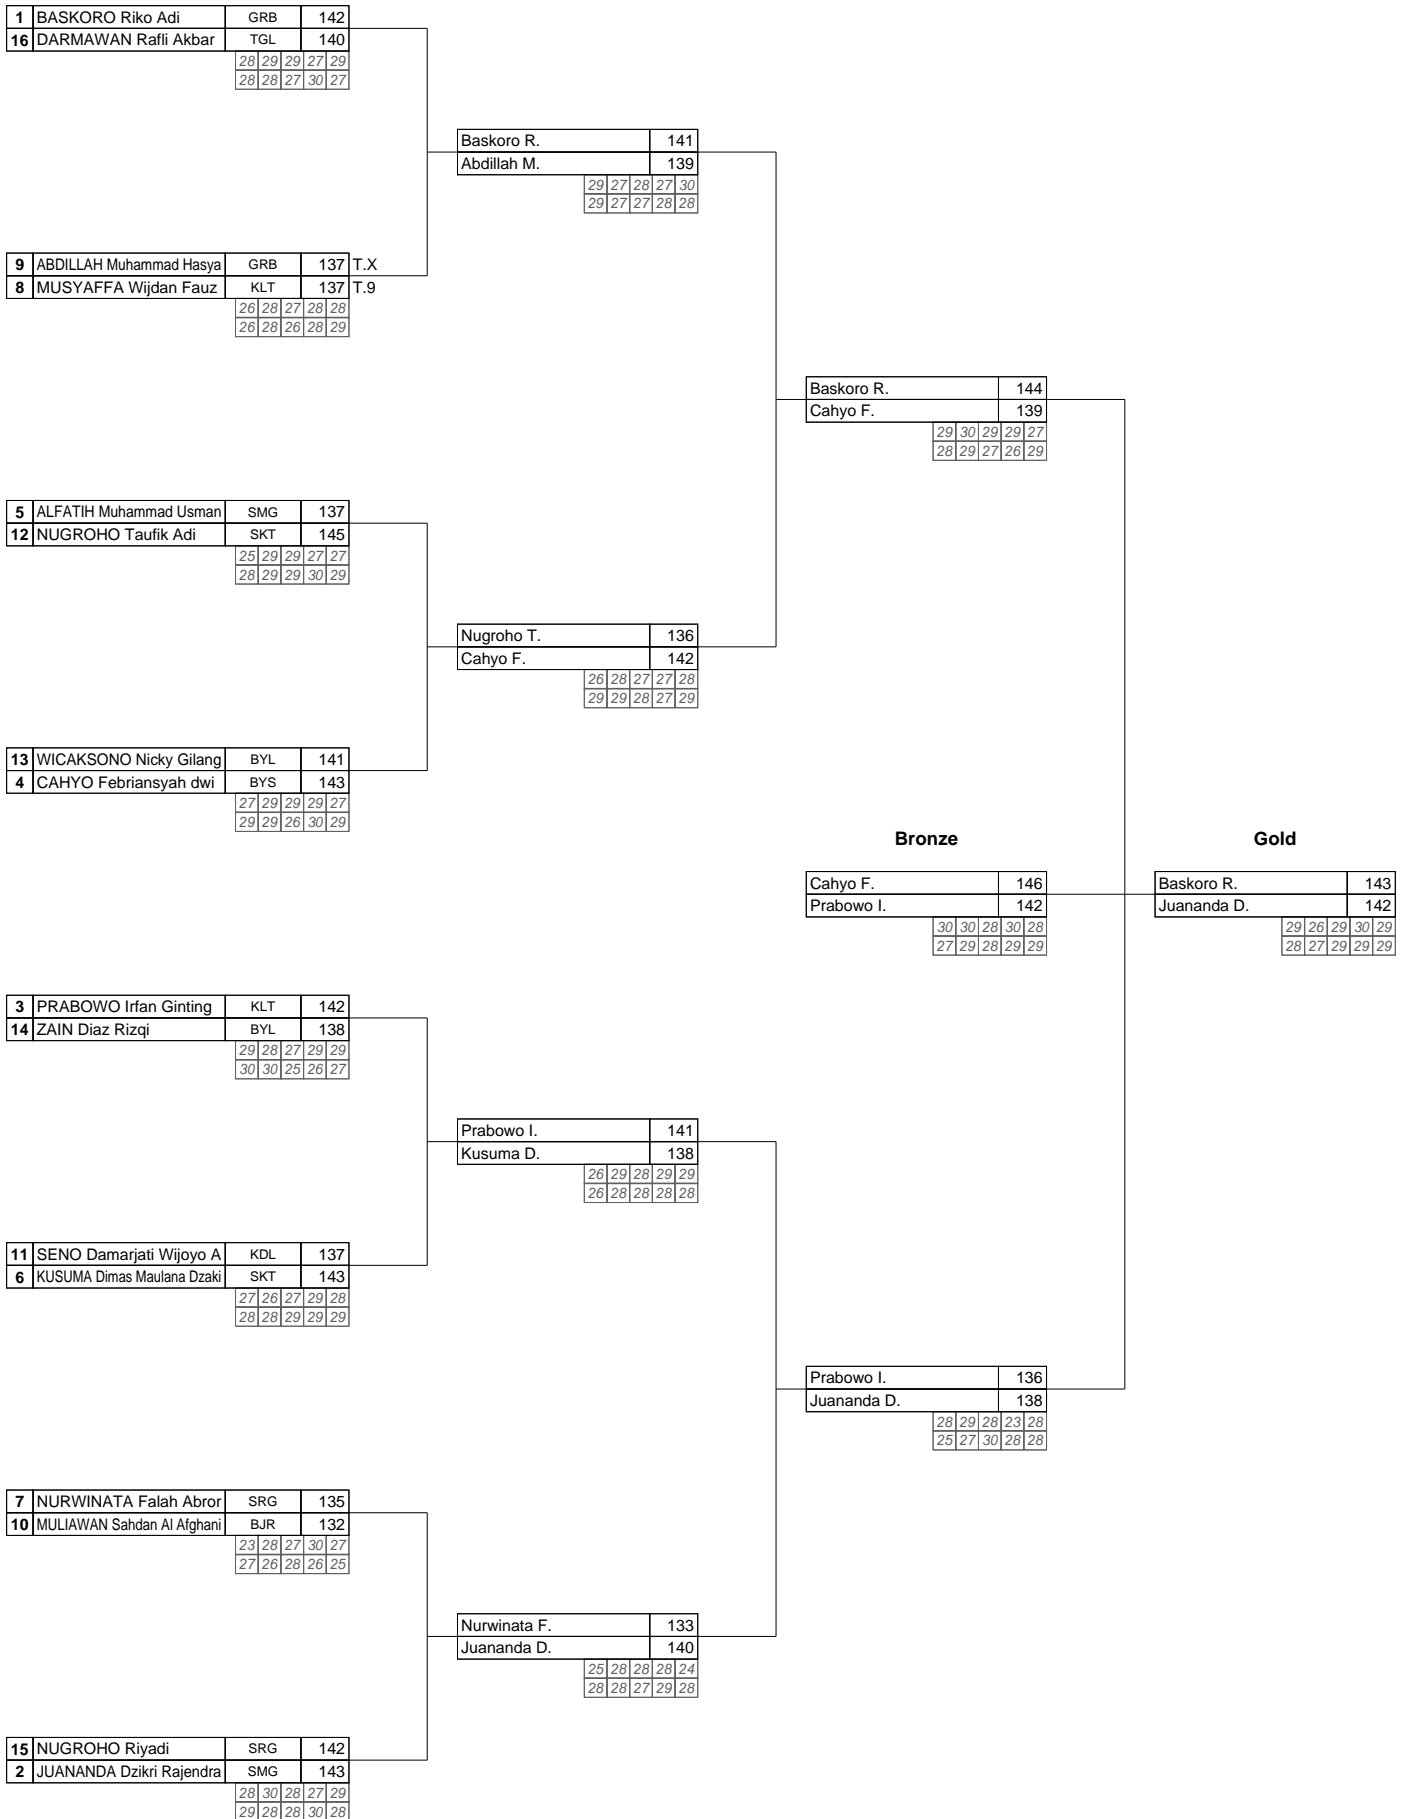 1 BASKORO Riko Adi GRB 142
16 DARMAWAN Rafli Akbar TGL 140
28 29 29 27 29
28 28 27 30 27
Baskoro R. 141
Abdillah M. 139
29 27 28 27 30
29 27 27 28 28
9 ABDILLAH Muhammad Hasya GRB 137 T.X
8 MUSYAFFA Wijdan Fauz KLT 137 T.9
26 28 27 28 28
26 28 26 28 29
Baskoro R. 144
Cahyo F. 139
29 30 29 29 27
28 29 27 26 29
5 ALFATIH Muhammad Usman SMG 137
12 NUGROHO Taufik Adi SKT 145
25 29 29 27 27
28 29 29 30 29
Nugroho T. 136
Cahyo F. 142
26 28 27 27 28
29 29 28 27 29
13 WICAKSONO Nicky Gilang BYL 141
4 CAHYO Febriansyah dwi BYS 143
27 29 29 29 27
29 29 26 30 29
Bronze Gold
Cahyo F. 146 Baskoro R. 143
Prabowo I. 142 Juananda D. 142
30 30 28 30 28 29 26 29 30 29
27 29 28 29 29 28 27 29 29 29
3 PRABOWO Irfan Ginting KLT 142
14 ZAIN Diaz Rizqi BYL 138
29 28 27 29 29
30 30 25 26 27
Prabowo I. 141
Kusuma D. 138
26 29 28 29 29
26 28 28 28 28
11 SENO Damarjati Wijoyo A KDL 137
6 KUSUMA Dimas Maulana Dzaki SKT 143
27 26 27 29 28
28 28 29 29 29
Prabowo I. 136
Juananda D. 138
28 29 28 23 28
25 27 30 28 28
7 NURWINATA Falah Abror SRG 135
10 MULIAWAN Sahdan Al Afghani BJR 132
23 28 27 30 27
27 26 28 26 25
Nurwinata F. 133
Juananda D. 140
25 28 28 28 24
28 28 27 29 28
15 NUGROHO Riyadi SRG 142
2 JUANANDA Dzikri Rajendra SMG 143
28 30 28 27 29
29 28 28 30 28